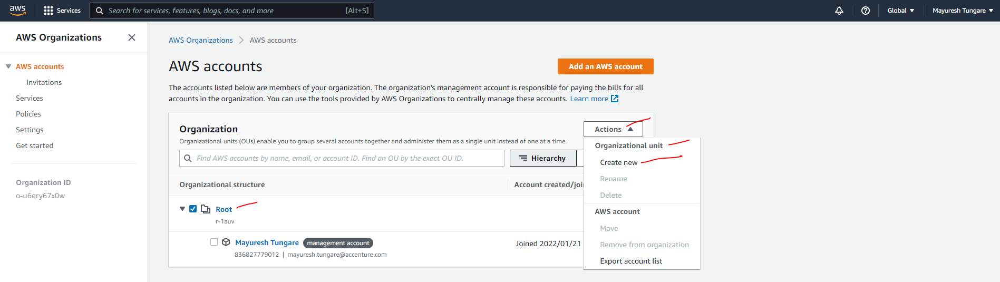 aws Services Search for services, features, blogs, docs, and more [Alt+S] Global Mayuresh Tungare
AWS Organizations
AWS accounts
Invitations
Services
Policies
Settings
Get started
Organization ID
o-u6qry67x0w
AWS Organizations AWS accounts
AWS accounts
Add an AWS account
The accounts listed below are members of your organization. The organization's management account is responsible for paying the bills for all
accounts in the organization. You can use the tools provided by AWS Organizations to centrally manage these accounts. Learn more
Organization
Organizational units (OUs) enable you to group several accounts together and administer them as a single unit instead of one at a time.
Find AWS accounts by name, email, or account ID. Find an OU by the exact OU ID.
Hierarchy
Organizational structure
Account created/joi
Root
r-1auv
Mayuresh Tungare management account
836827779012 | mayuresh.tungare@accenture.com
Joined 2022/01/21
Actions
Organizational unit
Create new
Rename
Delete
AWS account
Move
Remove from organization
Export account list